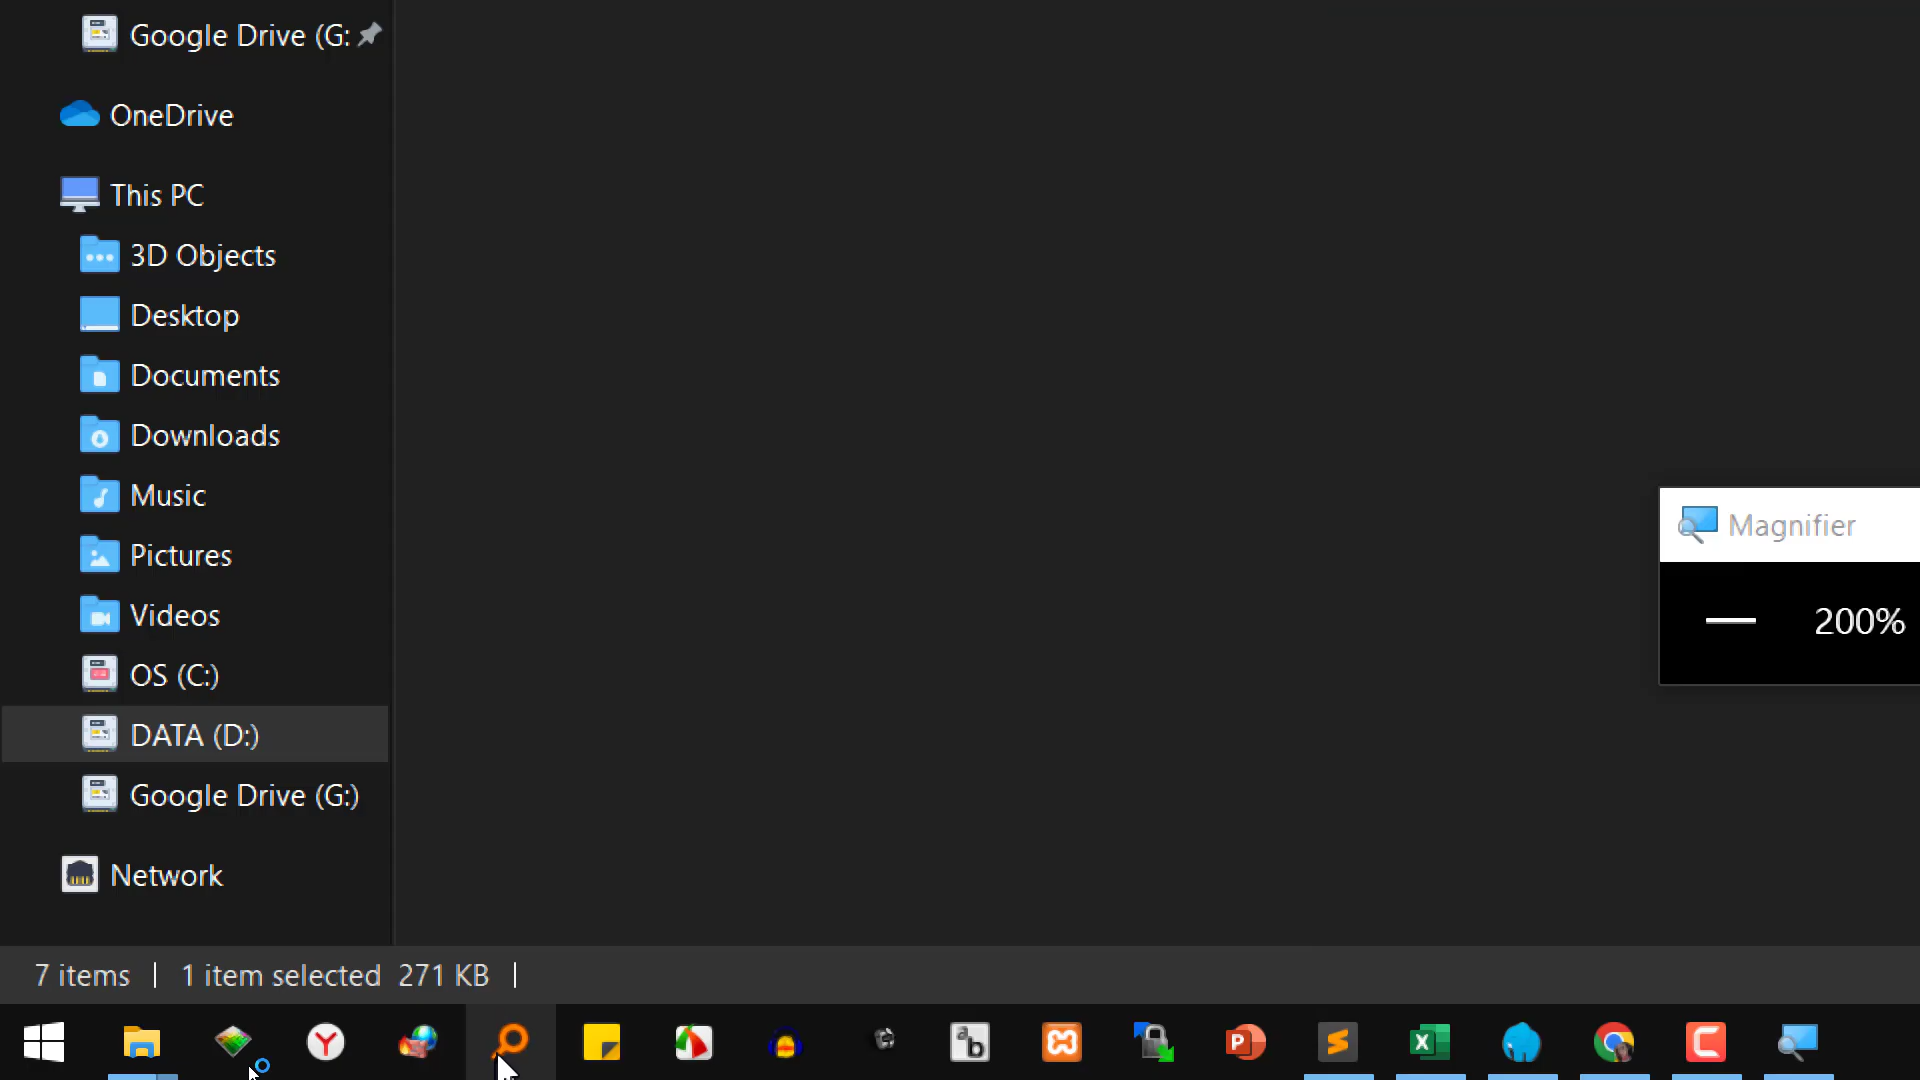 Google Drive (G:
OneDrive
This PC
3D Objects
Desktop
Documents
Downloads
Music
Pictures
Videos
OS (C:)
DATA (D:)
Google Drive (G:)
Network
Magnifier
200%
7 items
1 item selected 271 KB